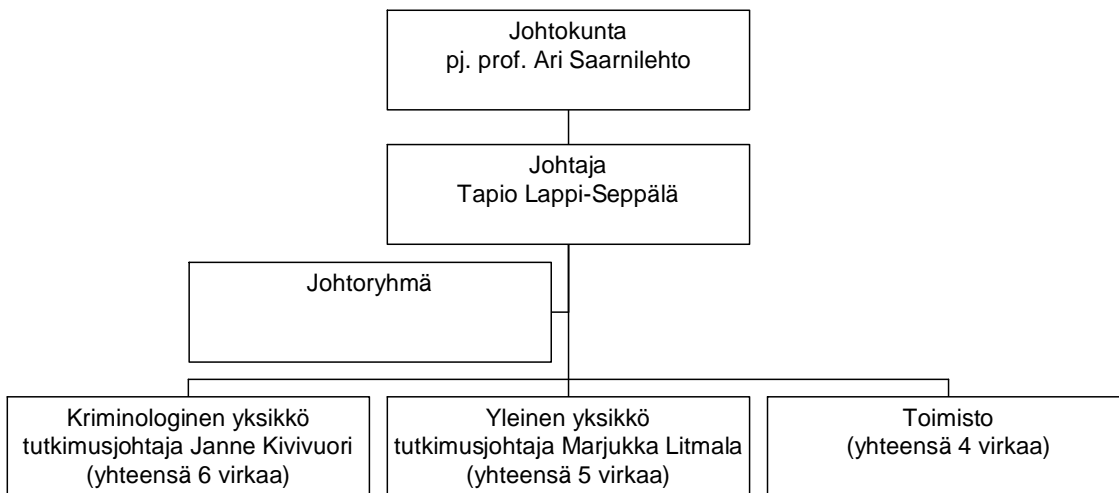 Johtokunta
pj. prof. Ari Saarnilehto
Johtaja
Tapio Lappi-Seppälä
Johtoryhmä
Kriminologinen yksikkö
tutkimusjohtaja Janne Kivivuori
(yhteensä 6 virkaa)
Yleinen yksikkö
tutkimusjohtaja Marjukka Litmala
(yhteensä 5 virkaa)
Toimisto
(yhteensä 4 virkaa)